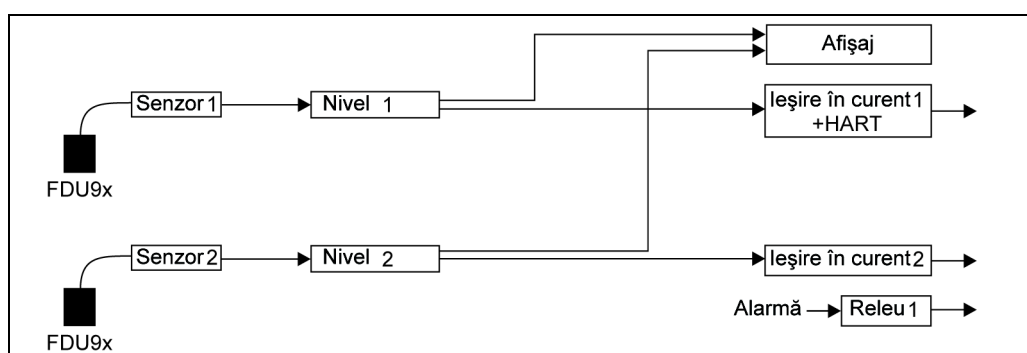 Afişaj
Senzor 1
Nivel 1
Ieşire în curent 1
+HART
FDU9x
Senzor 2
Nivel 2
Ieşire în curent 2
Alarmă
Releu 1
FDU9x